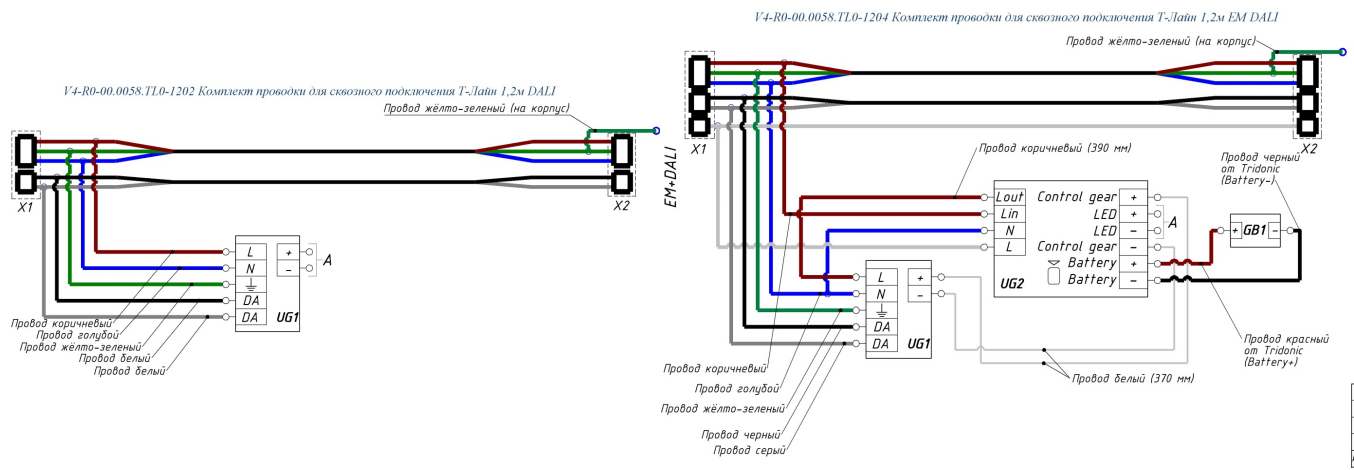 V4-R0-00.0058.TL0-1202 Комплект проводки для сквозного подключения Т-Лайн 1,2м DALI
Провод жёлто-зеленый (на корпус)
X1
X2
L
N
DA
DA
+
-
A
UG1
Провод коричневый
Провод голубой
Провод жёлто-зеленый
Провод белый
Провод белый
V4-R0-00.0058.TL0-1204 Комплект проводки для сквозного подключения Т-Лайн 1,2м EM DALI
Провод жёлто-зеленый (на корпус)
EM+DALI
X1
X2
Провод коричневый (390 мм)
Провод черный
от Tridonic
(Battery-)
Lout
Lin
N
L
Control gear +
LED +
LED -
Control gear -
Battery +
Battery -
A
UG2
+ GB1 -
L
N
DA
DA
+
-
UG1
Провод красный
от Tridonic
(Battery+)
Провод белый (370 мм)
Провод коричневый
Провод голубой
Провод жёлто-зеленый
Провод черный
Провод серый